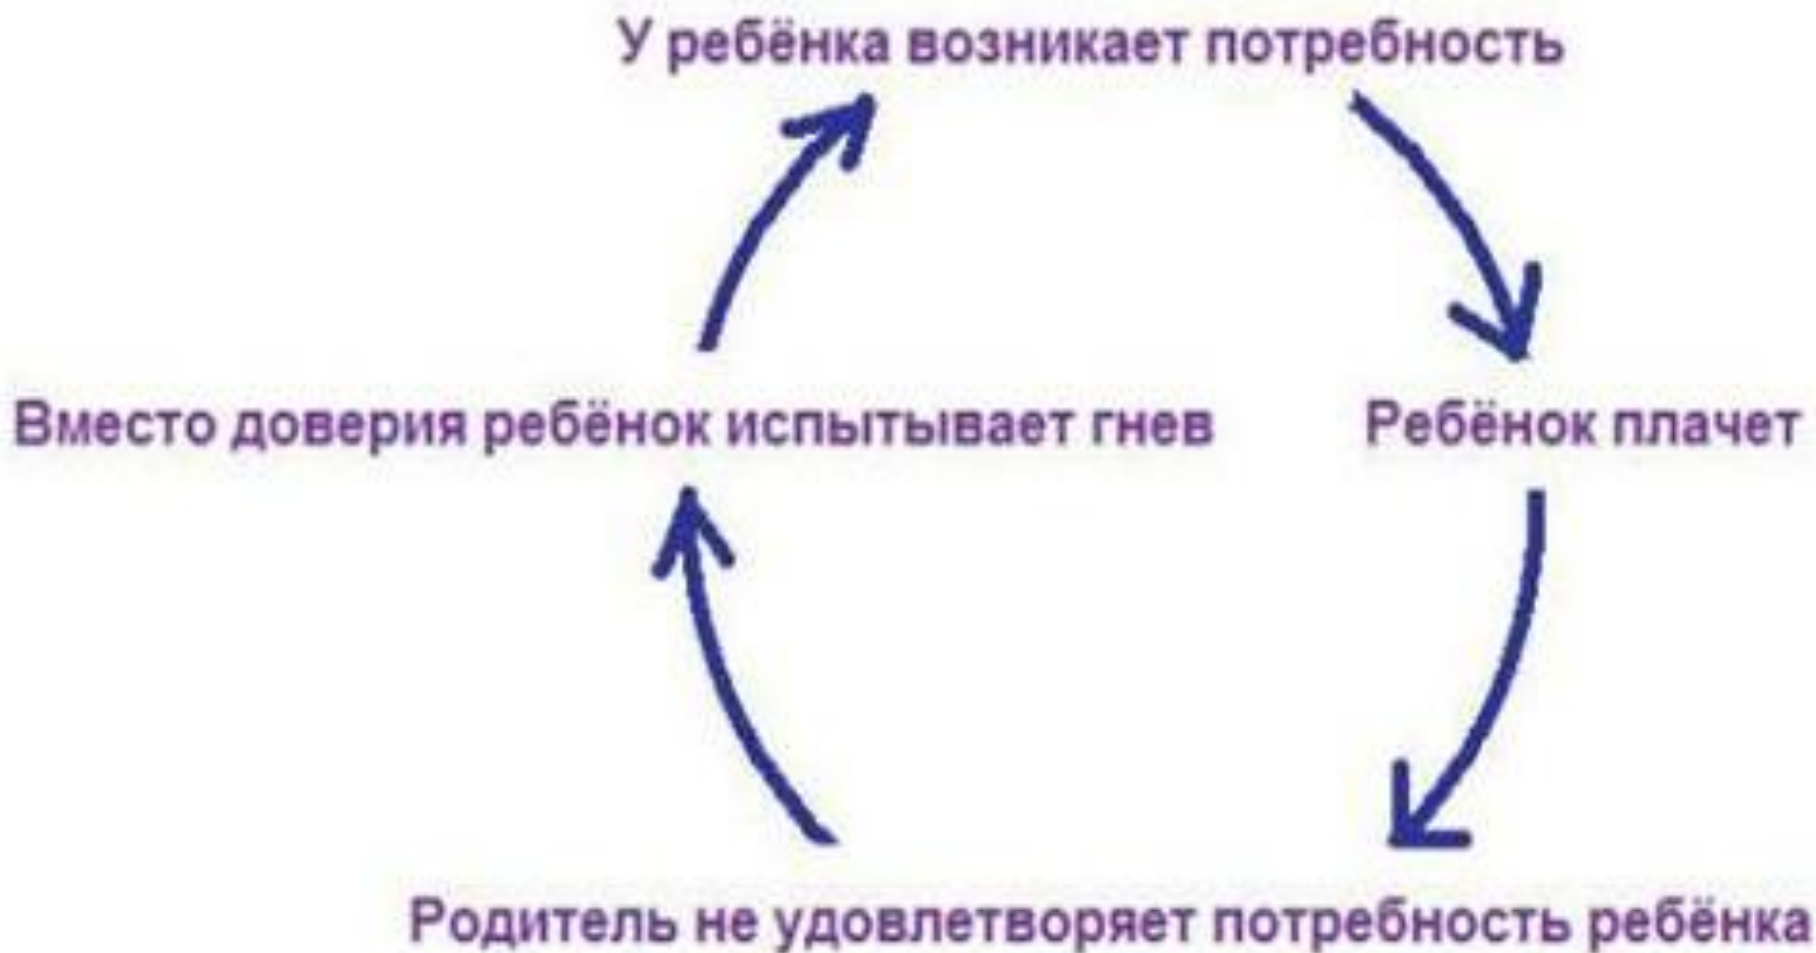 У ребёнка возникает потребность
Вместо доверия ребёнок испытывает гнев
Ребёнок плачет
Родитель не удовлетворяет потребность ребёнка